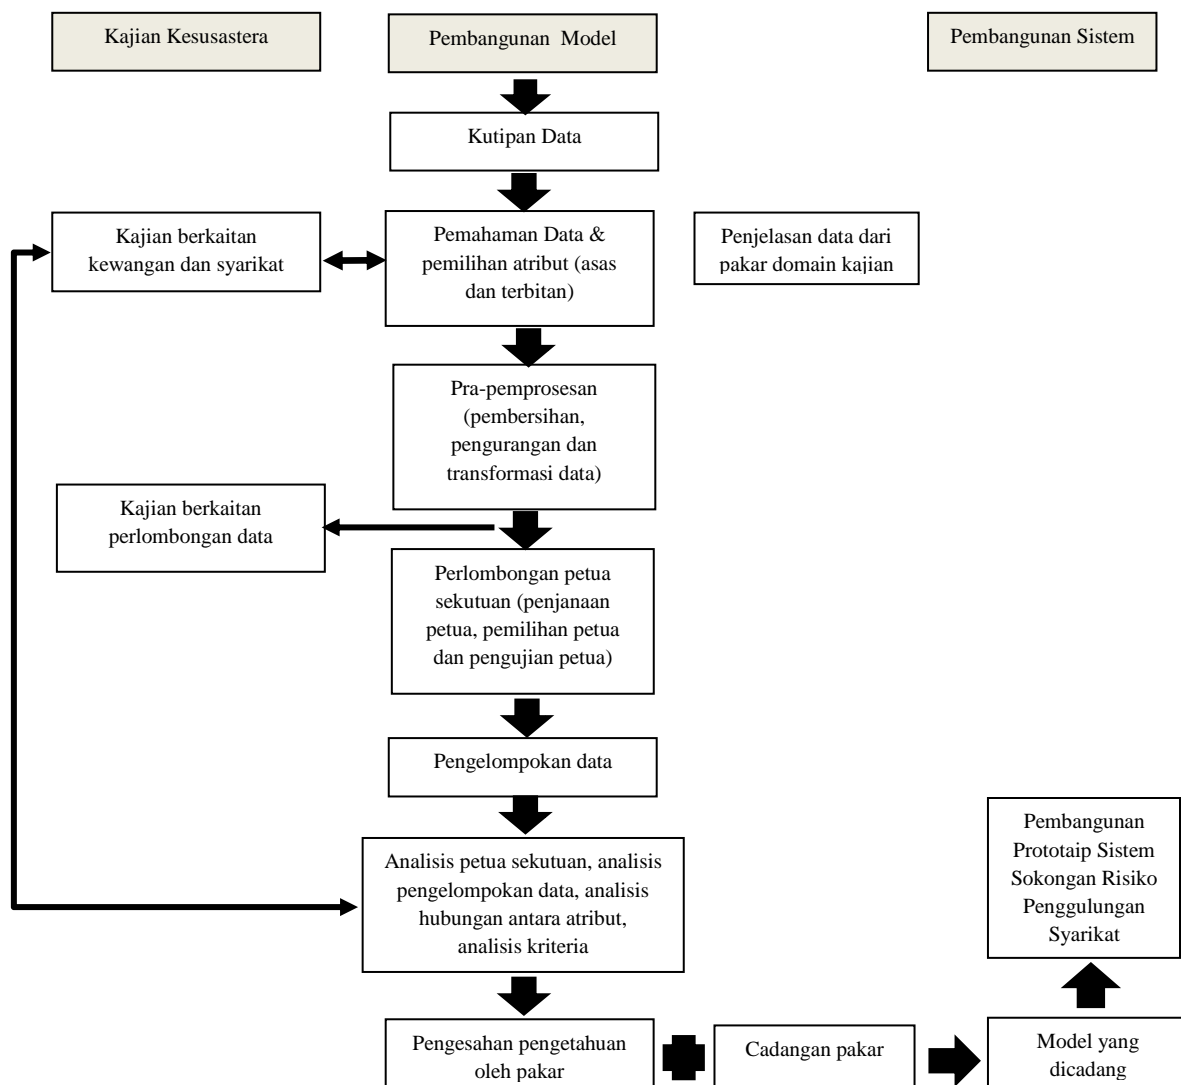 Kajian Kesusastera
Pembangunan Model
Pembangunan Sistem
Kutipan Data
Kajian berkaitan
kewangan dan syarikat
Pemahaman Data &
pemilihan atribut (asas
dan terbitan)
Penjelasan data dari
pakar domain kajian
Pra-pemprosesan
(pembersihan,
pengurangan dan
transformasi data)
Kajian berkaitan
perlombongan data
Perlombongan petua
sekutuan (penjanaan
petua, pemilihan petua
dan pengujian petua)
Pengelompokan data
Analisis petua sekutuan, analisis
pengelompokan data, analisis
hubungan antara atribut,
analisis kriteria
Pembangunan
Prototaip Sistem
Sokongan Risiko
Penggulungan
Syarikat
Pengesahan pengetahuan
oleh pakar
Cadangan pakar
Model yang
dicadang